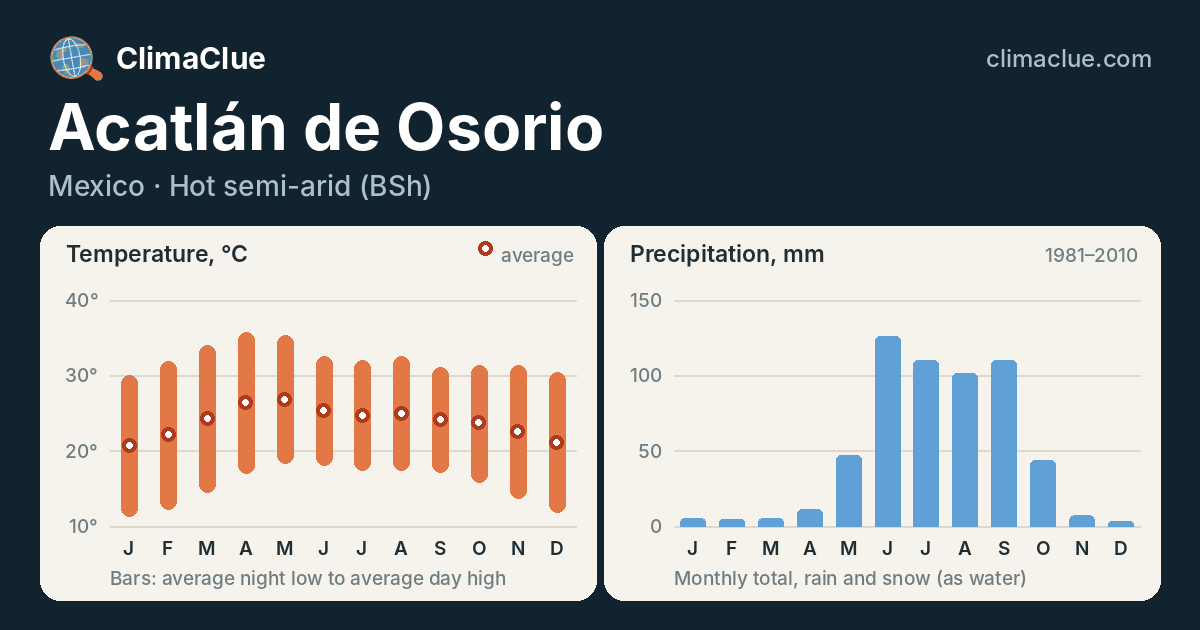 ClimaClue
climaclue.com
Acatlán de Osorio
Mexico · Hot semi-arid (BSh)
Temperature, °C
average
40°
30°
20°
10°
J F M A M J J A S O N D
Bars: average night low to average day high
Precipitation, mm
1981–2010
150
100
50
0
J F M A M J J A S O N D
Monthly total, rain and snow (as water)